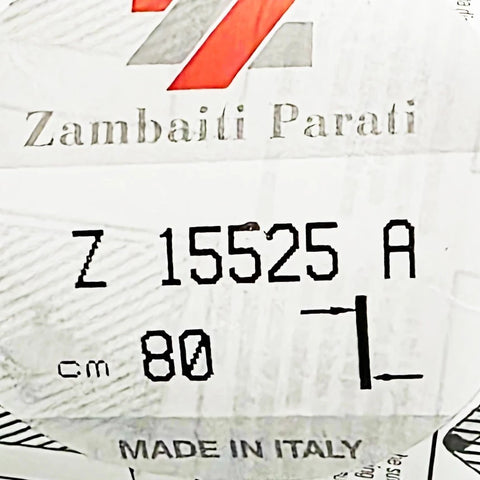 Zambaiti Parati
Z 15525 A
cm 80
MADE IN ITALY